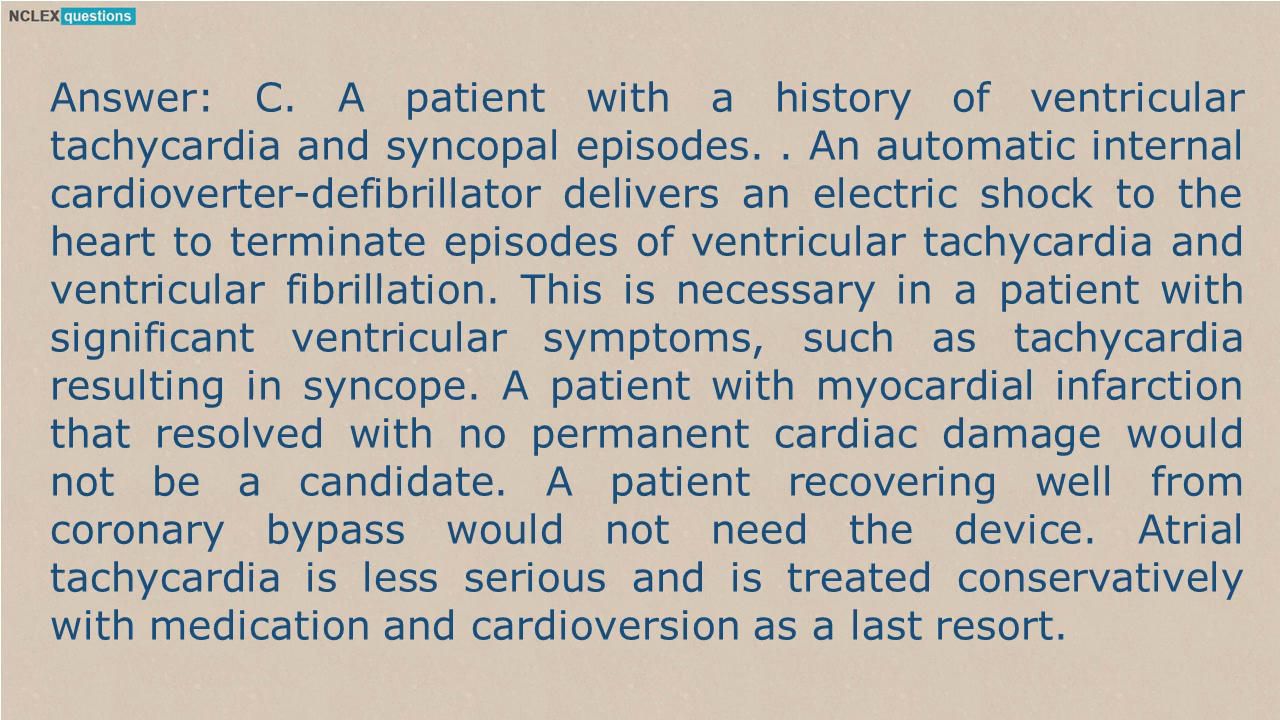 NCLEX questions
Answer: C. A patient with a history of ventricular
tachycardia and syncopal episodes. . An automatic internal
cardioverter-defibrillator delivers an electric shock to the
heart to terminate episodes of ventricular tachycardia and
ventricular fibrillation. This is necessary in a patient with
significant ventricular symptoms, such as tachycardia
resulting in syncope. A patient with myocardial infarction
that resolved with no permanent cardiac damage would
not be a candidate. A patient recovering well from
coronary bypass would not need the device. Atrial
tachycardia is less serious and is treated conservatively
with medication and cardioversion as a last resort.